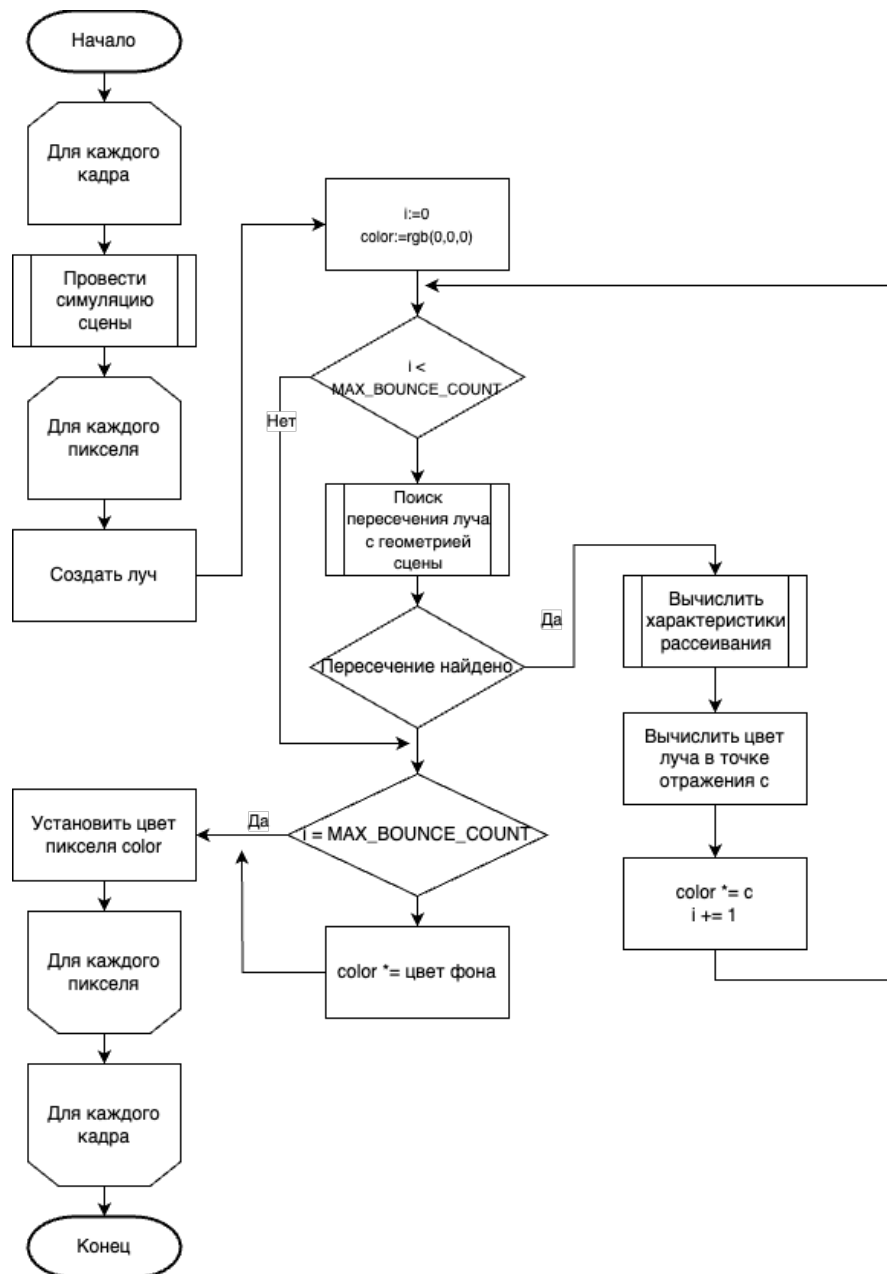 Начало
Для каждого
кадра
Провести
симуляцию
сцены
Для каждого
пикселя
Создать луч
i:=0
color:=rgb(0,0,0)
i <
MAX_BOUNCE_COUNT
Нет
Поиск
пересечения луча
с геометрией
сцены
Пересечение найдено
Да
Вычислить
характеристики
рассеивания
Вычислить цвет
луча в точке
отражения c
color *= c
i += 1
i = MAX_BOUNCE_COUNT
Да
color *= цвет фона
Установить цвет
пикселя color
Для каждого
пикселя
Для каждого
кадра
Конец